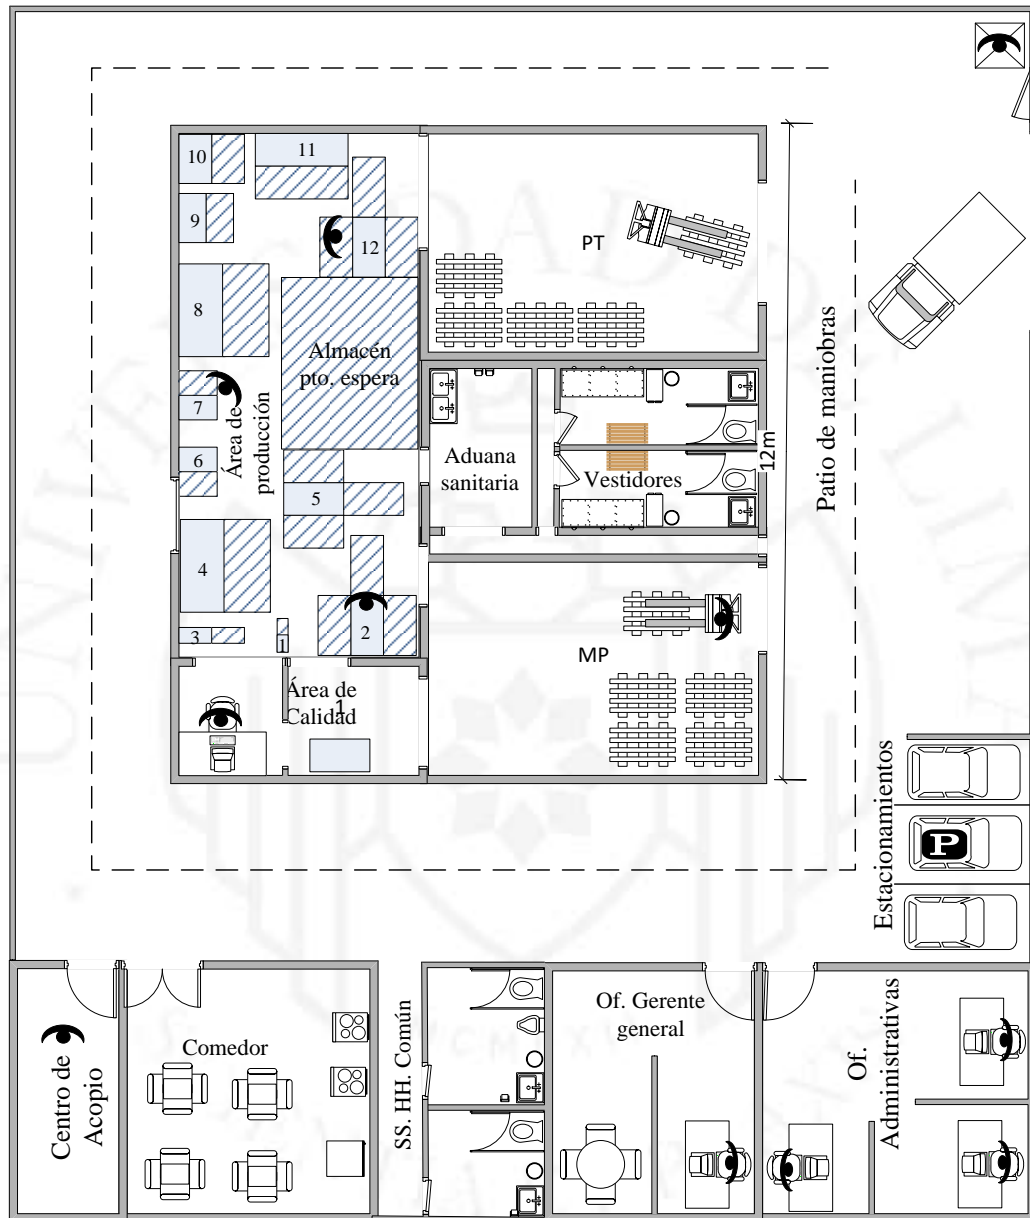 10
11
9
12
PT
8
Almacén
pto. espera
7
Área de
producción
6
Aduana
sanitaria
Vestidores
12m
Patio de maniobras
5
4
3
1
2
MP
Área de
Calidad
1
Estacionamientos
P
Centro de
Acopio
Comedor
SS. HH. Común
Of. Gerente
general
Of.
Administrativas